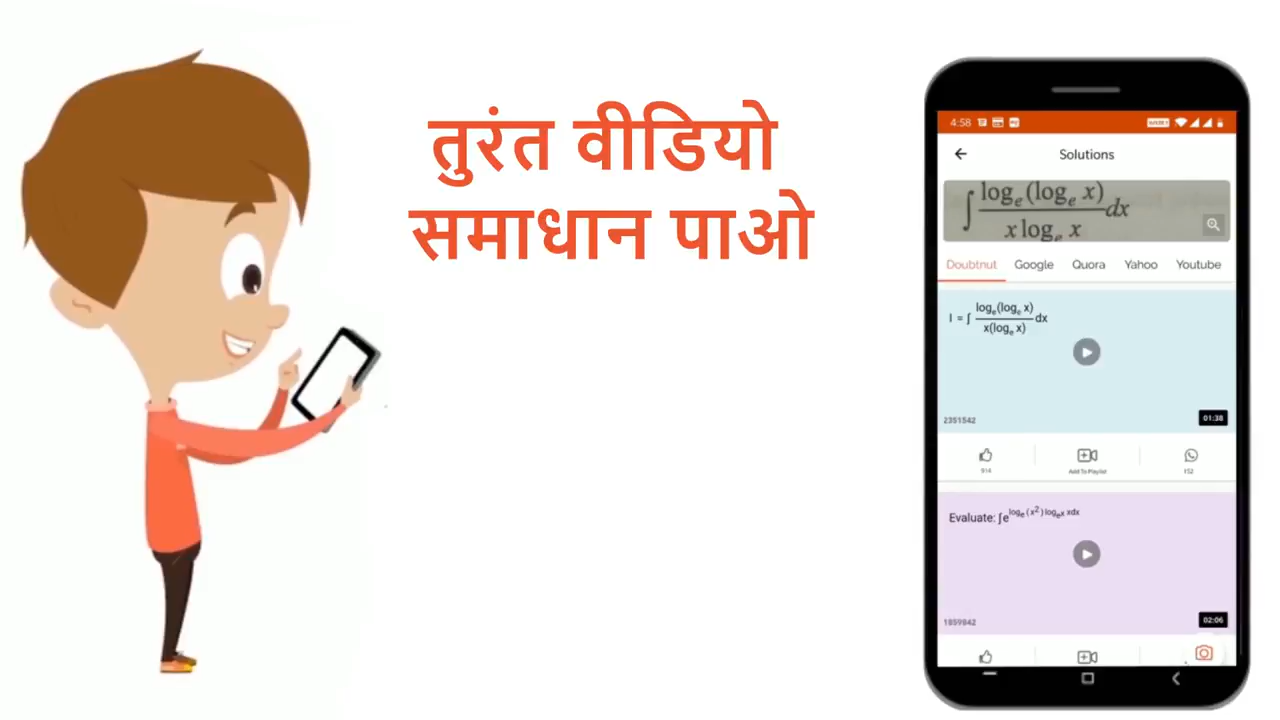 तुरंत वीडियो
समाधान पाओ
4:58
Solutions
∫ logₑ(logₑ x) / x logₑ x dx
Doubtnut Google Quora Yahoo Youtube
I = ∫ logₑ(logₑ x) / x(logₑ x) dx
2351542
01:38
914
Add To Playlist
152
Evaluate: ∫e^logₑ(x²)logₑx xdx
1859842
02:06